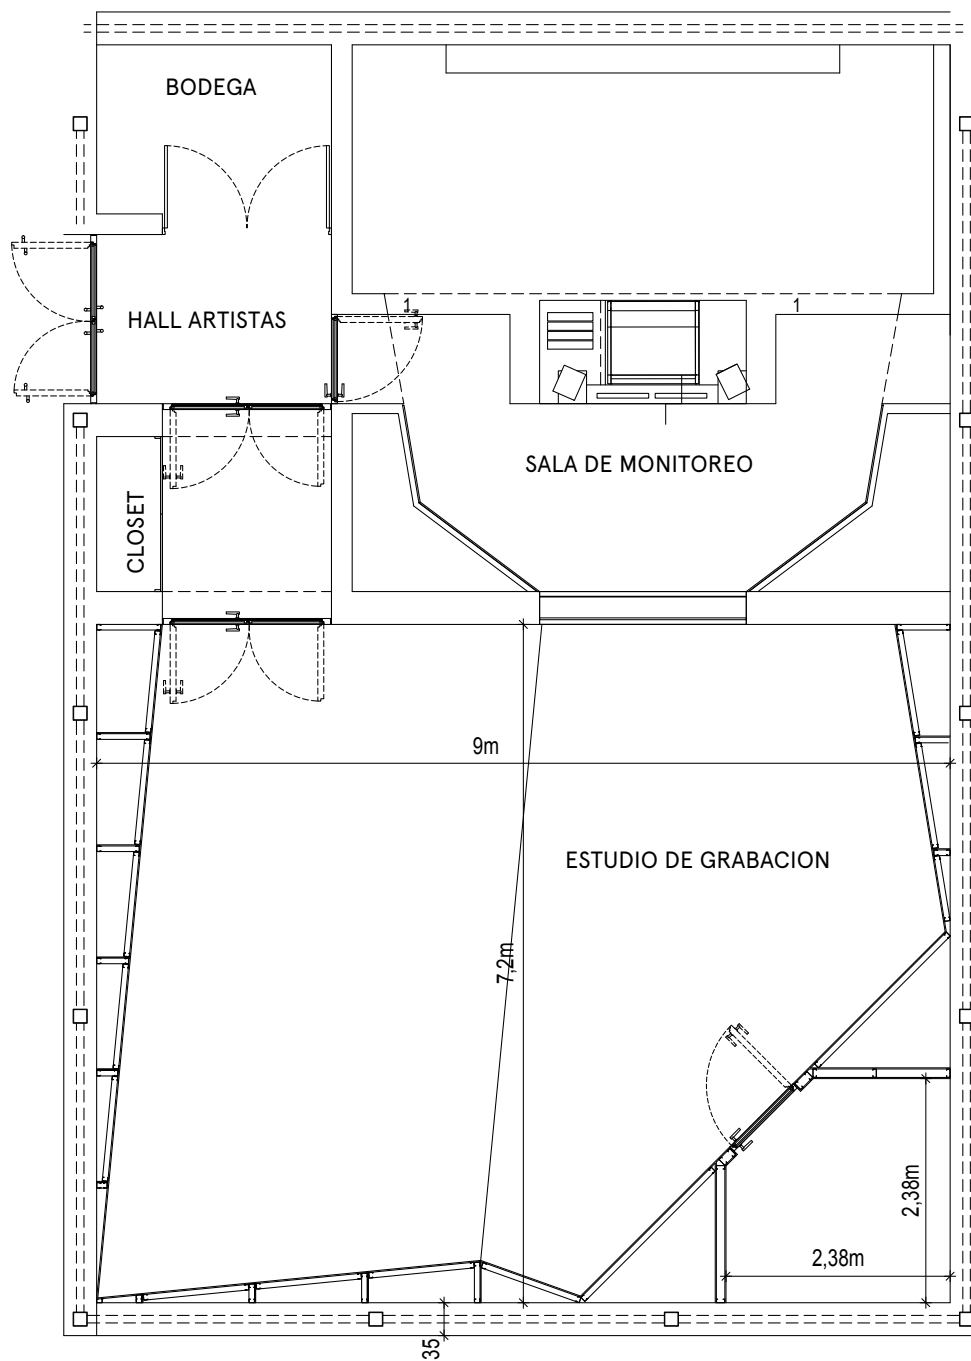 BODEGA
1
1
HALL ARTISTAS
SALA DE MONITOREO
CLOSET
9m
ESTUDIO DE GRABACION
7,2m
2,38m
2,38m
35